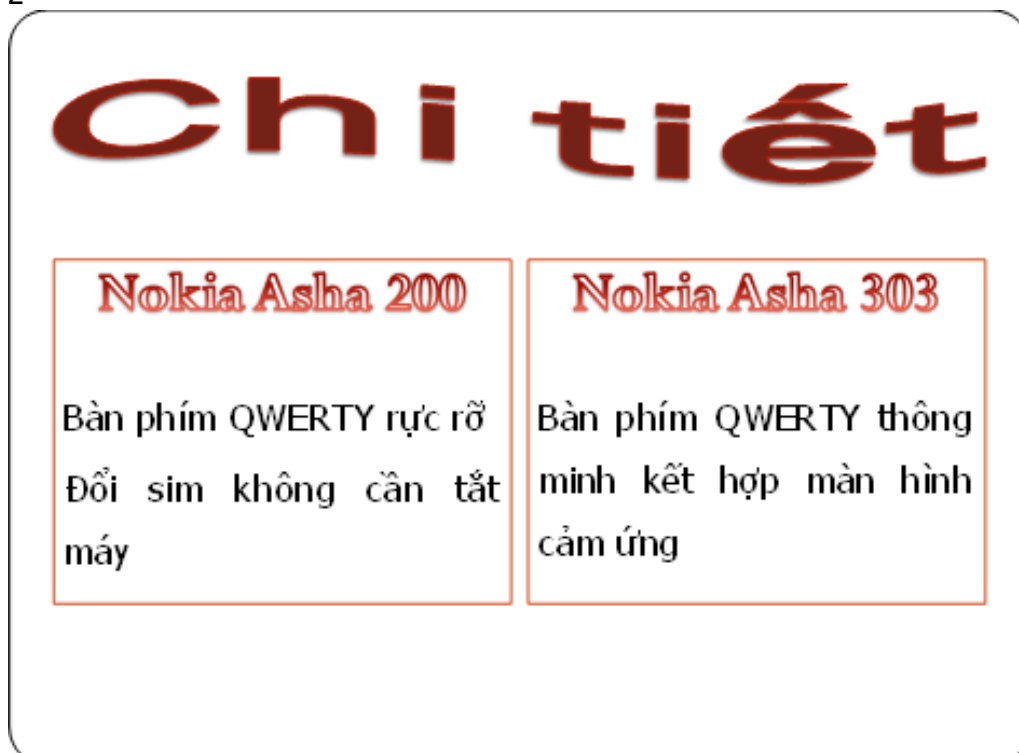 Chi tiết
Nokia Asha 200
Bàn phím QWERTY rực rỡ
Đổi sim không cần tắt
máy
Nokia Asha 303
Bàn phím QWERTY thông
minh kết hợp màn hình
cảm ứng